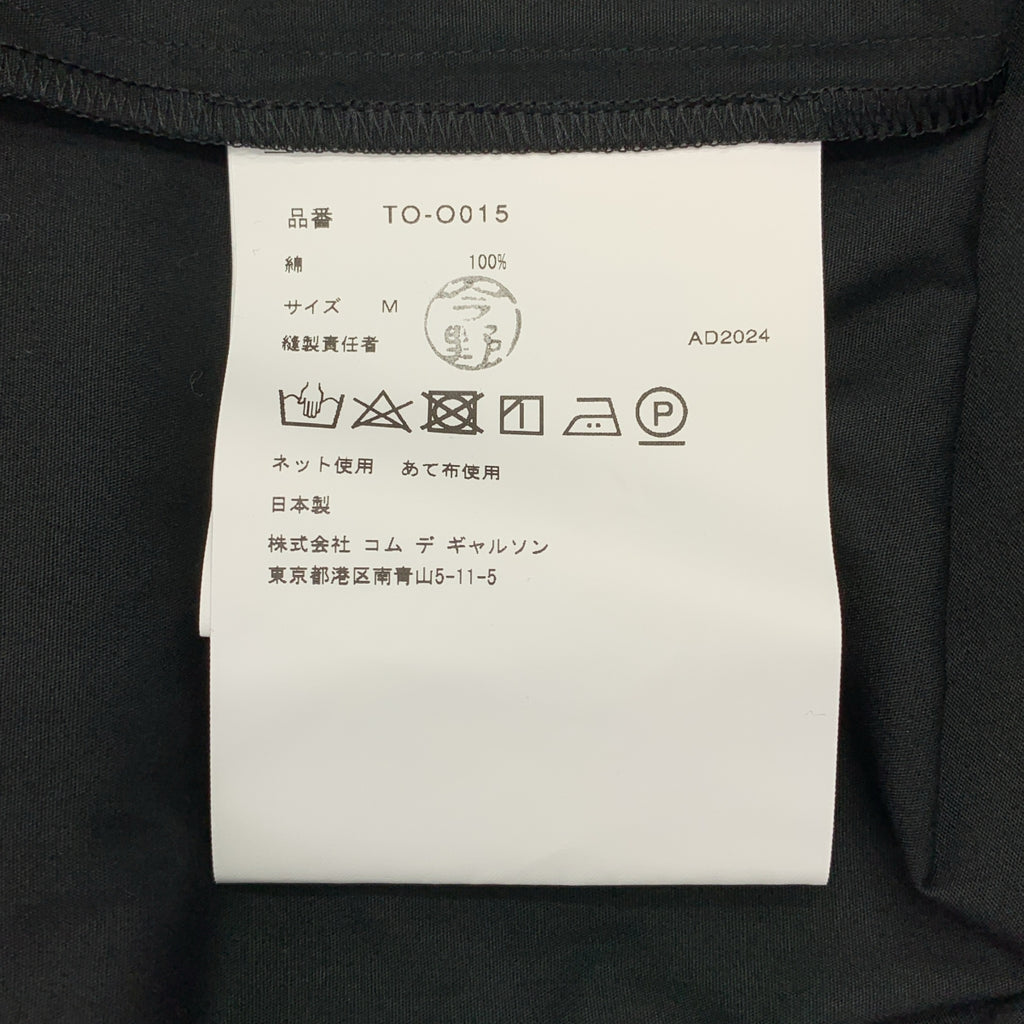 品番 TO-O015
綿 100%
サイズ M
今野
縫製責任者
AD2024
P
ネット使用 あて布使用
日本製
株式会社 コム デ ギャルソン
東京都港区南青山5-11-5